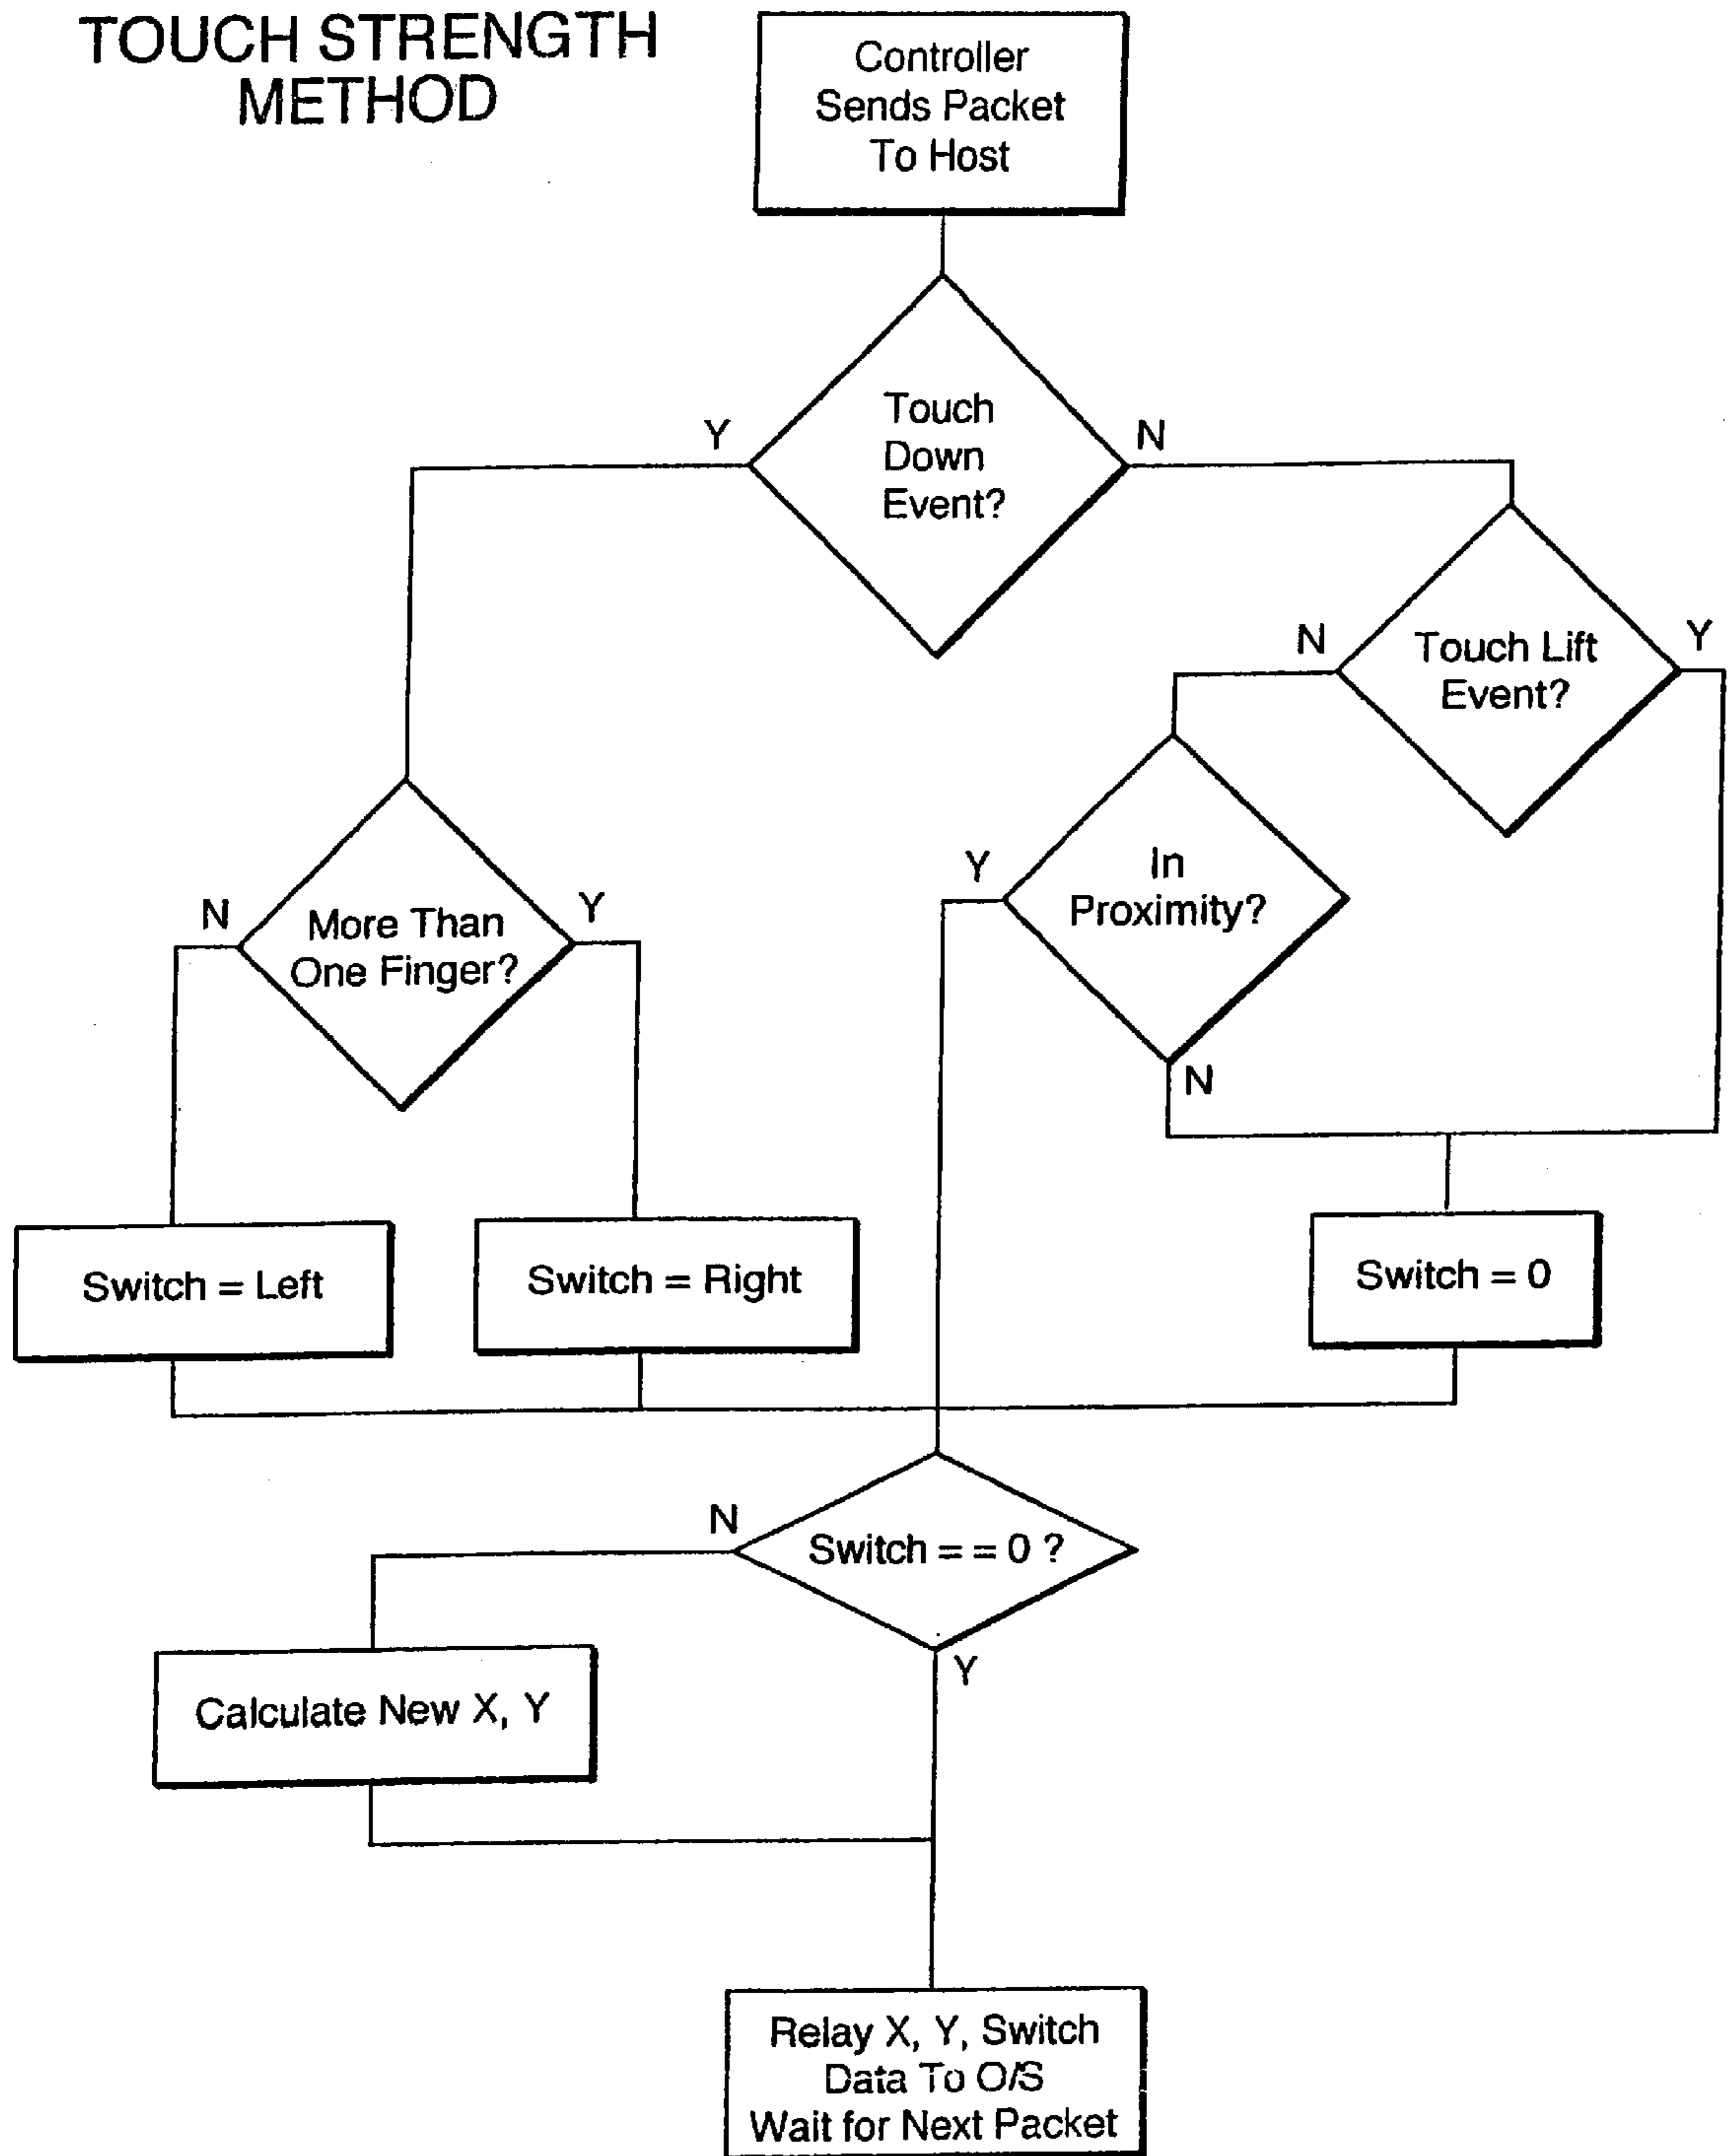 TOUCH STRENGTH
METHOD
Controller
Sends Packet
To Host
Touch
Down
Event?
Y
N
Touch Lift
Event?
N
Y
In
Proximity?
Y
N
More Than
One Finger?
N
Y
Switch = Left
Switch = Right
Switch = 0
Switch = = 0 ?
N
Y
Calculate New X, Y
Relay X, Y, Switch
Data To O/S
Wait for Next Packet